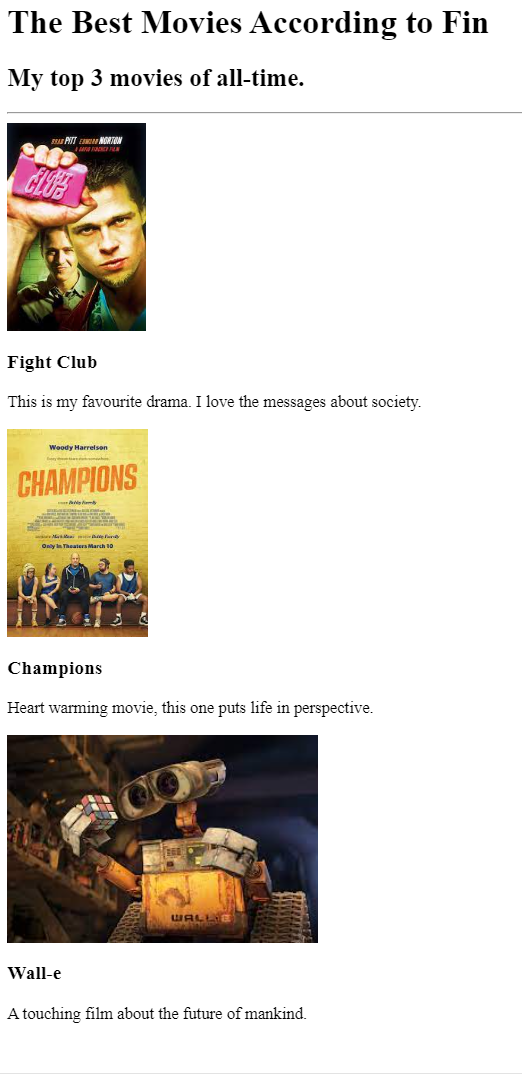 The Best Movies According to Fin
My top 3 movies of all-time.
BRAD PITT EDWARD NORTON
A DAVID FINCHER FILM
FIGHT
CLUB
Fight Club
This is my favourite drama. I love the messages about society.
Woody Harrelson
CHAMPIONS
Only In Theaters March 10
Champions
Heart warming movie, this one puts life in perspective.
WALL·E
Wall-e
A touching film about the future of mankind.